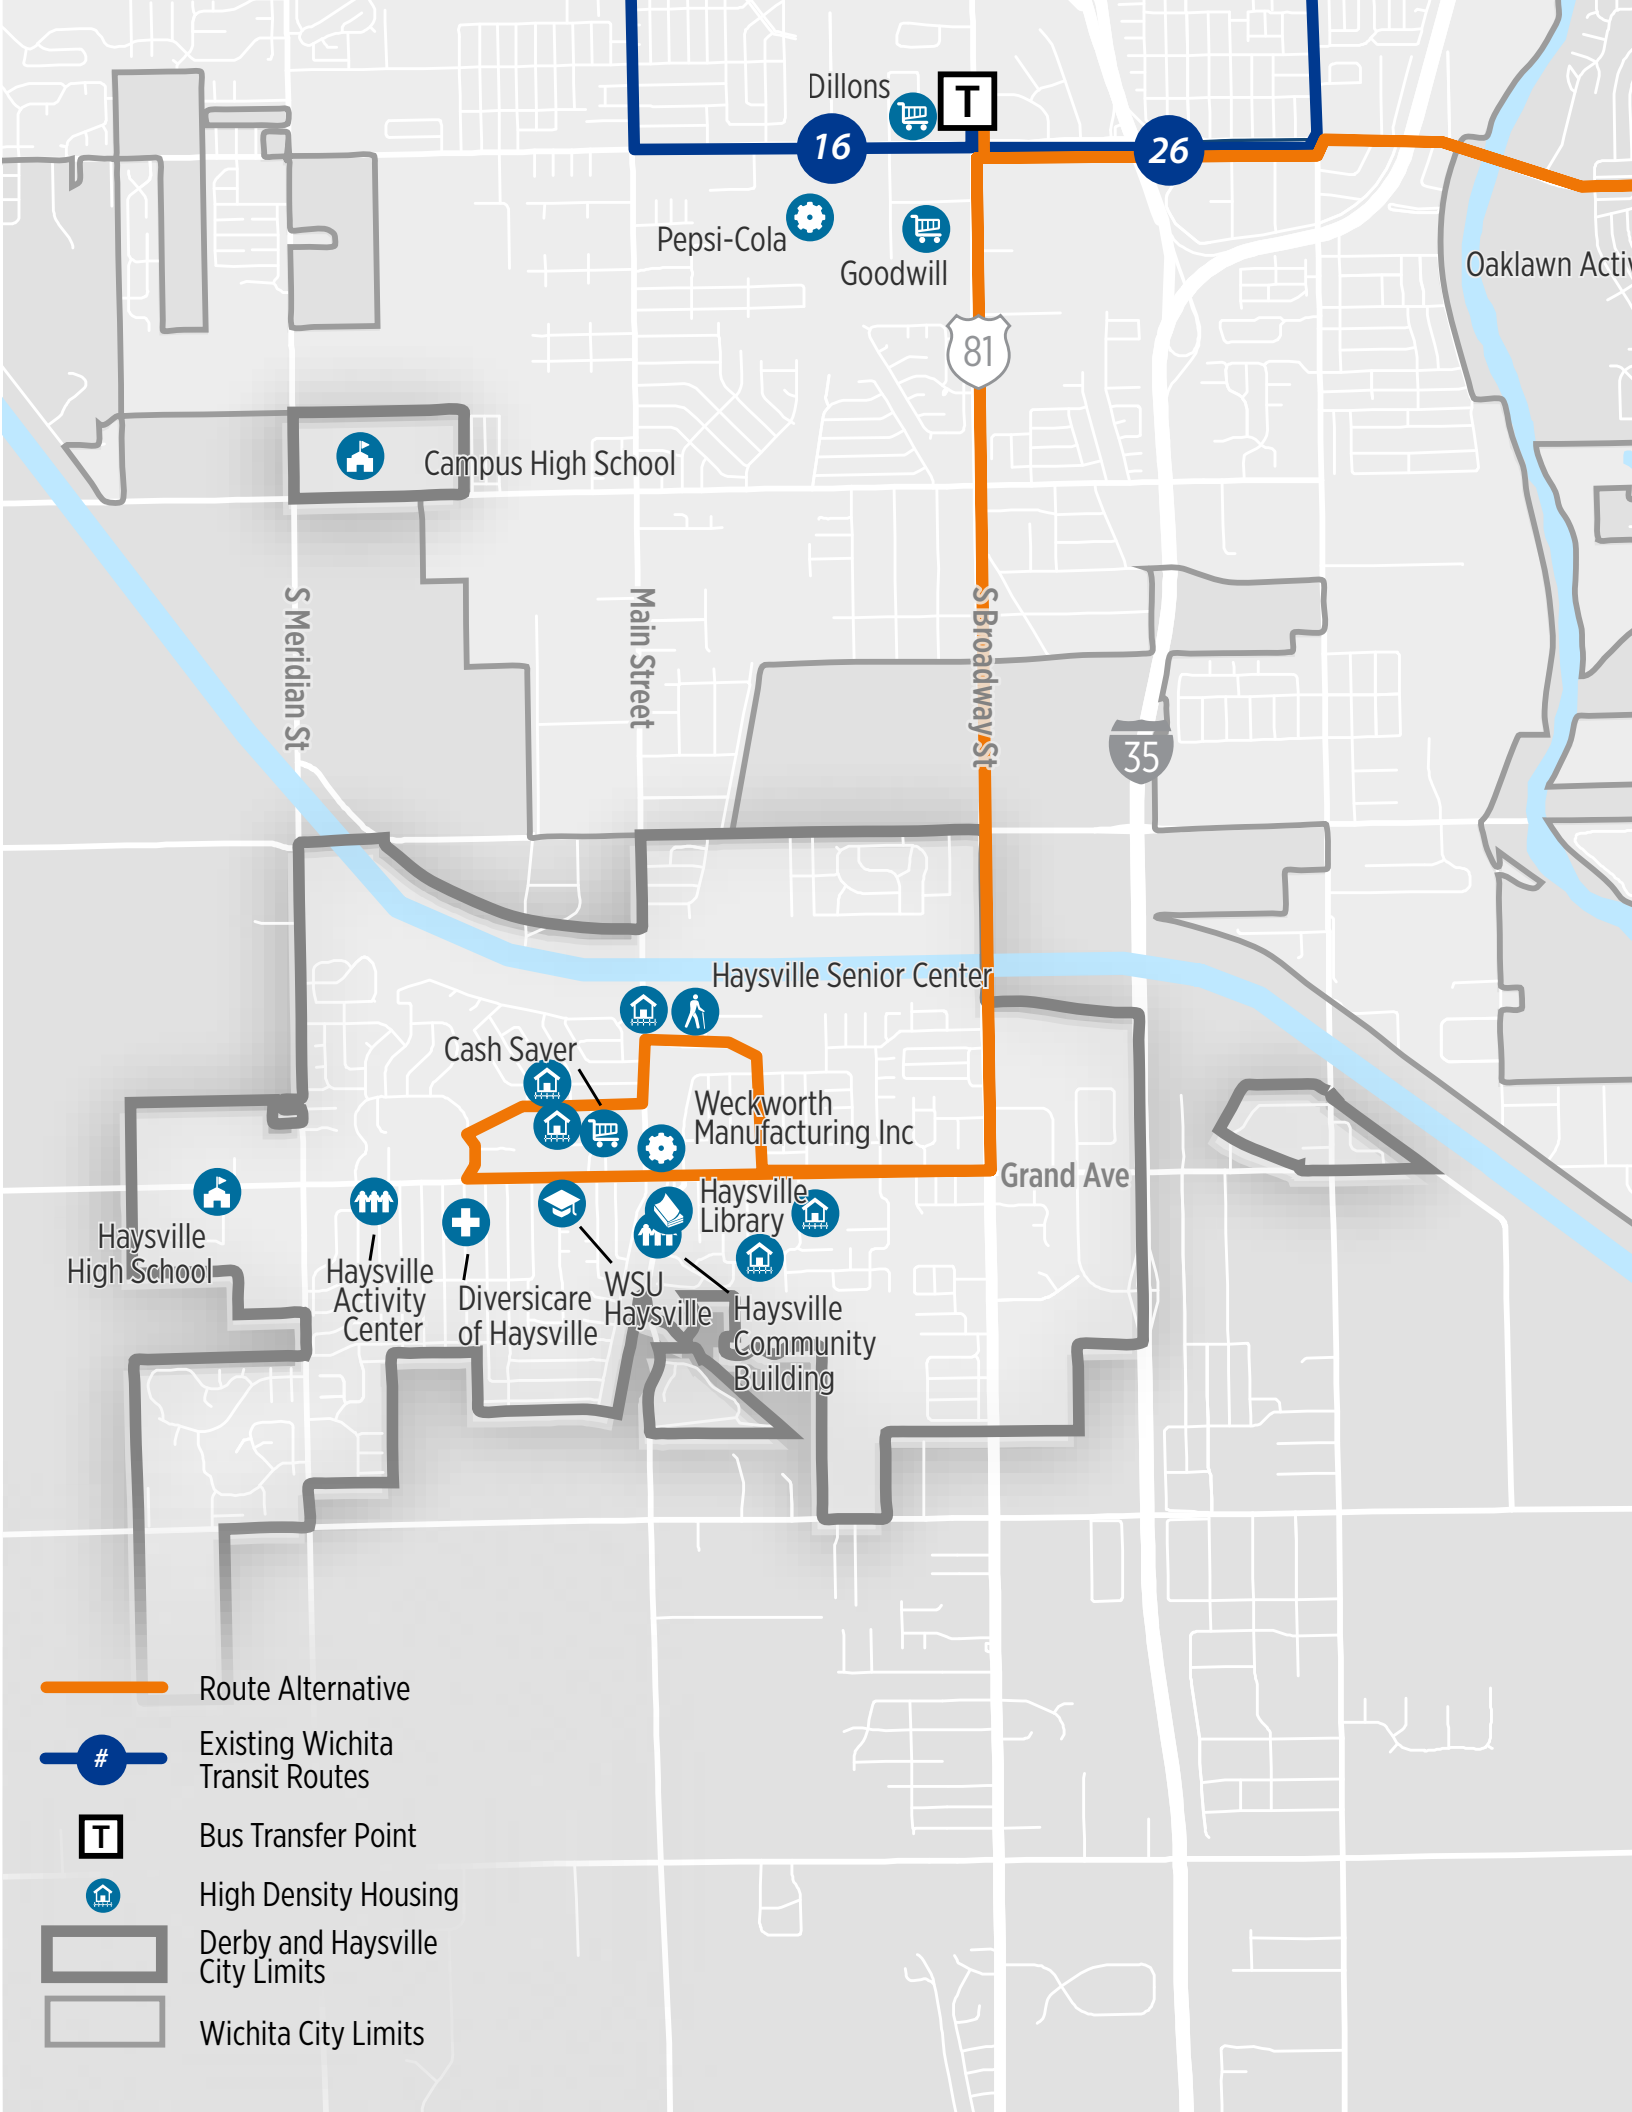 Dillons
T
16
26
Pepsi-Cola
Goodwill
Oaklawn Activ
81
Campus High School
S Meridian St
Main Street
S Broadway St
35
Haysville Senior Center
Cash Saver
Weckworth
Manufacturing Inc
Grand Ave
Haysville
Library
Haysville
High School
Haysville
Activity
Center
Diversicare
of Haysville
WSU
Haysville
Haysville
Community
Building
Route Alternative
#
Existing Wichita
Transit Routes
T
Bus Transfer Point
High Density Housing
Derby and Haysville
City Limits
Wichita City Limits